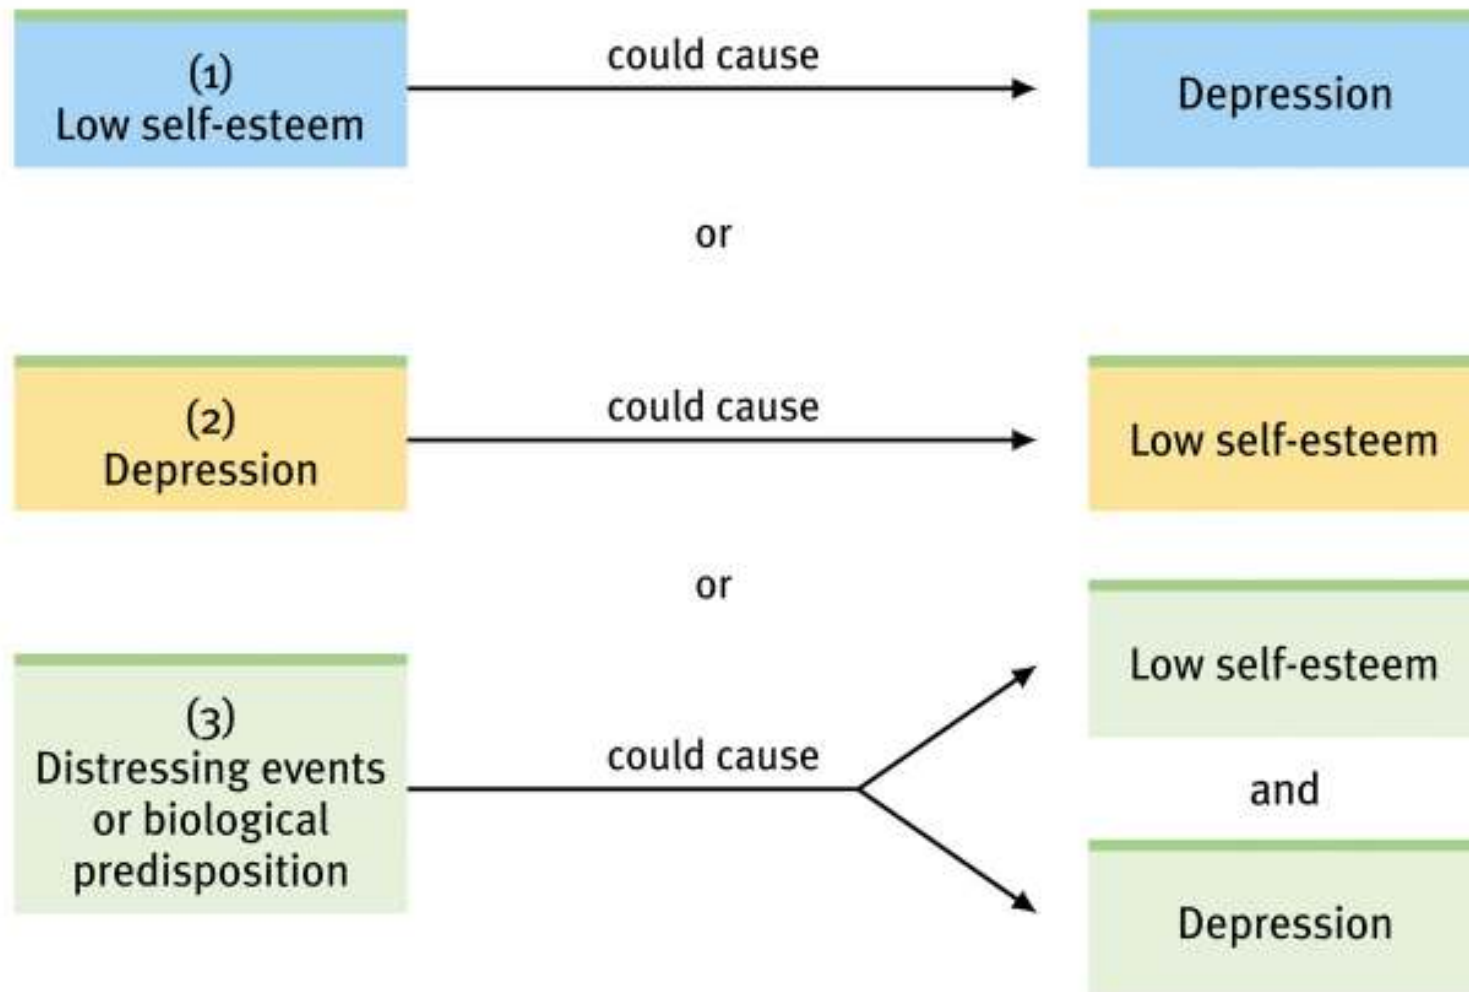 (1)
Low self-esteem
could cause
Depression
or
(2)
Depression
could cause
Low self-esteem
or
(3)
Distressing events
or biological
predisposition
could cause
Low self-esteem
and
Depression